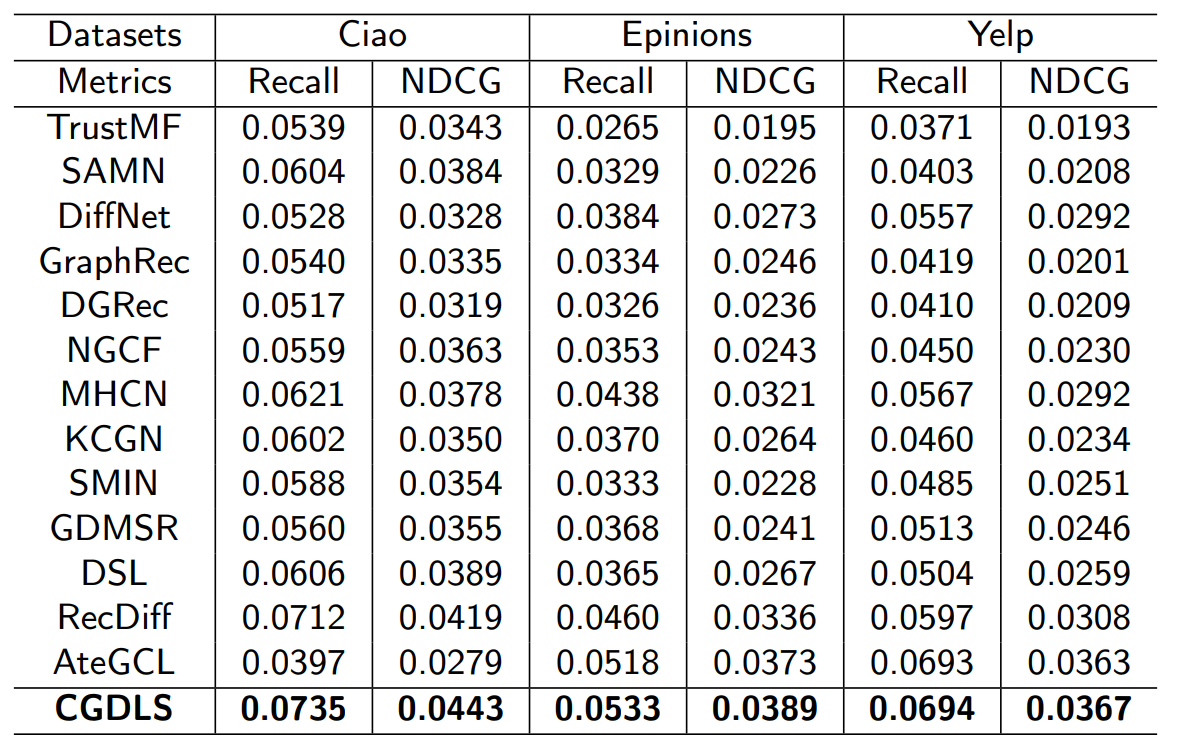 Datasets Ciao Epinions Yelp
Metrics Recall NDCG Recall NDCG Recall NDCG
TrustMF 0.0539 0.0343 0.0265 0.0195 0.0371 0.0193
SAMN 0.0604 0.0384 0.0329 0.0226 0.0403 0.0208
DiffNet 0.0528 0.0328 0.0384 0.0273 0.0557 0.0292
GraphRec 0.0540 0.0335 0.0334 0.0246 0.0419 0.0201
DGRec 0.0517 0.0319 0.0326 0.0236 0.0410 0.0209
NGCF 0.0559 0.0363 0.0353 0.0243 0.0450 0.0230
MHCN 0.0621 0.0378 0.0438 0.0321 0.0567 0.0292
KCGN 0.0602 0.0350 0.0370 0.0264 0.0460 0.0234
SMIN 0.0588 0.0354 0.0333 0.0228 0.0485 0.0251
GDMSR 0.0560 0.0355 0.0368 0.0241 0.0513 0.0246
DSL 0.0606 0.0389 0.0365 0.0267 0.0504 0.0259
RecDiff 0.0712 0.0419 0.0460 0.0336 0.0597 0.0308
AteGCL 0.0397 0.0279 0.0518 0.0373 0.0693 0.0363
CGDLS 0.0735 0.0443 0.0533 0.0389 0.0694 0.0367